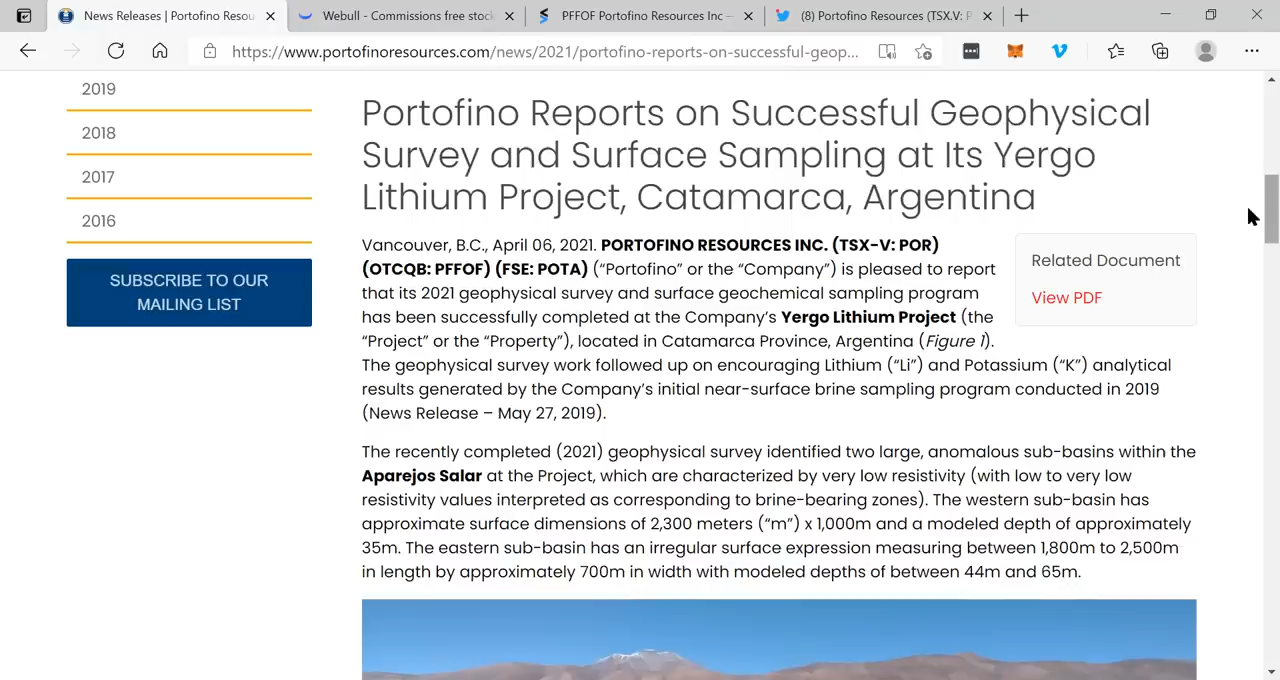 News Releases | Portofino Resou
Webull - Commissions free stock
PFFOF Portofino Resources Inc —
(8) Portofino Resources (TSX.V: P
https://www.portofinoresources.com/news/2021/portofino-reports-on-successful-geop...
2019
2018
2017
2016
SUBSCRIBE TO OUR
MAILING LIST
Portofino Reports on Successful Geophysical
Survey and Surface Sampling at Its Yergo
Lithium Project, Catamarca, Argentina
Related Document
View PDF
Vancouver, B.C., April 06, 2021. PORTOFINO RESOURCES INC. (TSX-V: POR)
(OTCQB: PFFOF) (FSE: POTA) (“Portofino” or the “Company”) is pleased to report
that its 2021 geophysical survey and surface geochemical sampling program
has been successfully completed at the Company’s Yergo Lithium Project (the
“Project” or the “Property”), located in Catamarca Province, Argentina (Figure 1).
The geophysical survey work followed up on encouraging Lithium (“Li”) and Potassium (“K”) analytical
results generated by the Company’s initial near-surface brine sampling program conducted in 2019
(News Release – May 27, 2019).
The recently completed (2021) geophysical survey identified two large, anomalous sub-basins within the
Aparejos Salar at the Project, which are characterized by very low resistivity (with low to very low
resistivity values interpreted as corresponding to brine-bearing zones). The western sub-basin has
approximate surface dimensions of 2,300 meters (“m”) x 1,000m and a modeled depth of approximately
35m. The eastern sub-basin has an irregular surface expression measuring between 1,800m to 2,500m
in length by approximately 700m in width with modeled depths of between 44m and 65m.